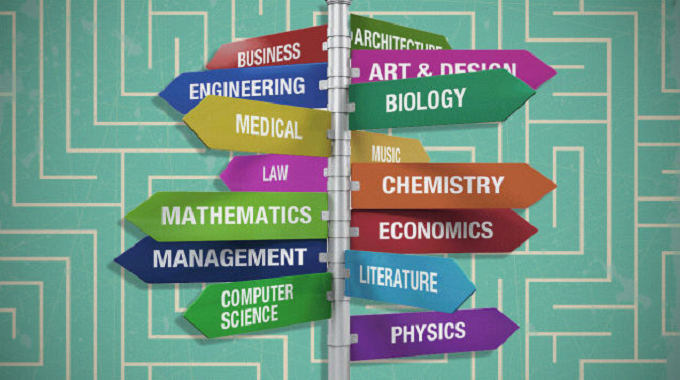 BUSINESS
ENGINEERING
MEDICAL
LAW
MATHEMATICS
MANAGEMENT
COMPUTER
SCIENCE
ARCHITECTURE
ART & DESIGN
BIOLOGY
MUSIC
CHEMISTRY
ECONOMICS
LITERATURE
PHYSICS